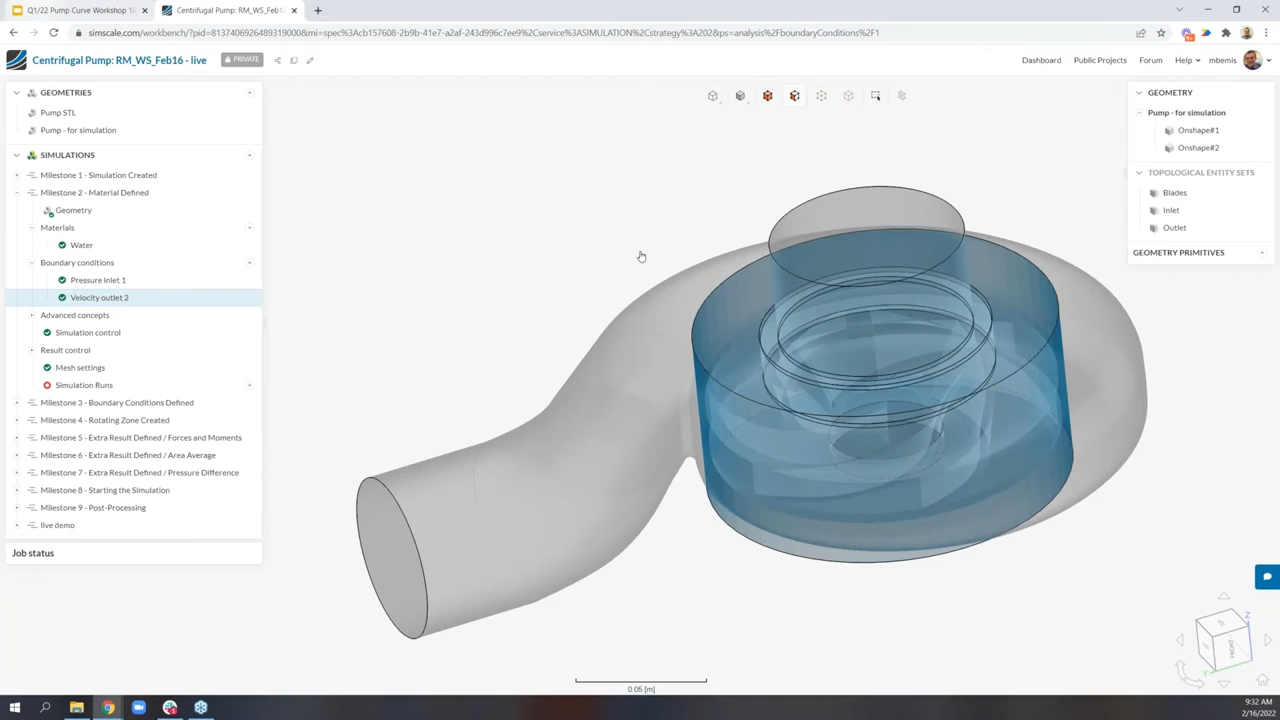 Q1/22 Pump Curve Workshop 16
Centrifugal Pump: RM_WS_Feb16
simscale.com/workbench/?pid=813740692648931900&mi=spec%3Acb157608-2b9b-41e7-a2af-243d996c7ee9%2Cservice%3ASIMULATION%2Cstrategy%3A202&ps=analysis%2FboundaryConditions%2F1
Centrifugal Pump: RM_WS_Feb16 - live
PRIVATE
Dashboard
Public Projects
Forum
Help
mbemis
GEOMETRIES
Pump STL
Pump - for simulation
SIMULATIONS
Milestone 1 - Simulation Created
Milestone 2 - Material Defined
Geometry
Materials
Water
Boundary conditions
Pressure inlet 1
Velocity outlet 2
Advanced concepts
Simulation control
Result control
Mesh settings
Simulation Runs
Milestone 3 - Boundary Conditions Defined
Milestone 4 - Rotating Zone Created
Milestone 5 - Extra Result Defined / Forces and Moments
Milestone 6 - Extra Result Defined / Area Average
Milestone 7 - Extra Result Defined / Pressure Difference
Milestone 8 - Starting the Simulation
Milestone 9 - Post-Processing
live demo
Job status
GEOMETRY
Pump - for simulation
Onshape#1
Onshape#2
TOPOLOGICAL ENTITY SETS
Blades
Inlet
Outlet
GEOMETRY PRIMITIVES
Z
Y
0.05 [m]
9:32 AM
2/16/2022